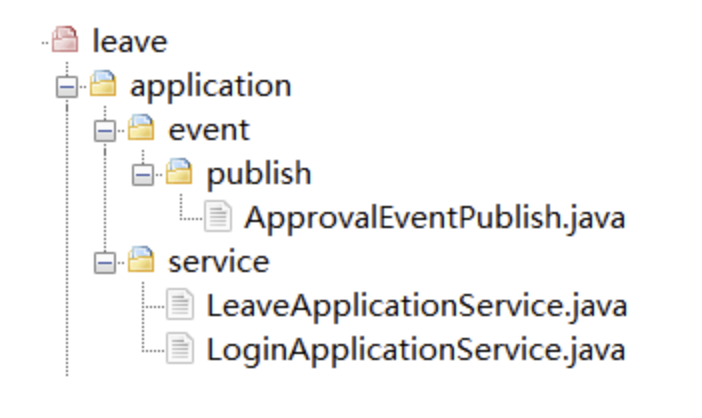 leave
application
event
publish
ApprovalEventPublish.java
service
LeaveApplicationService.java
LoginApplicationService.java